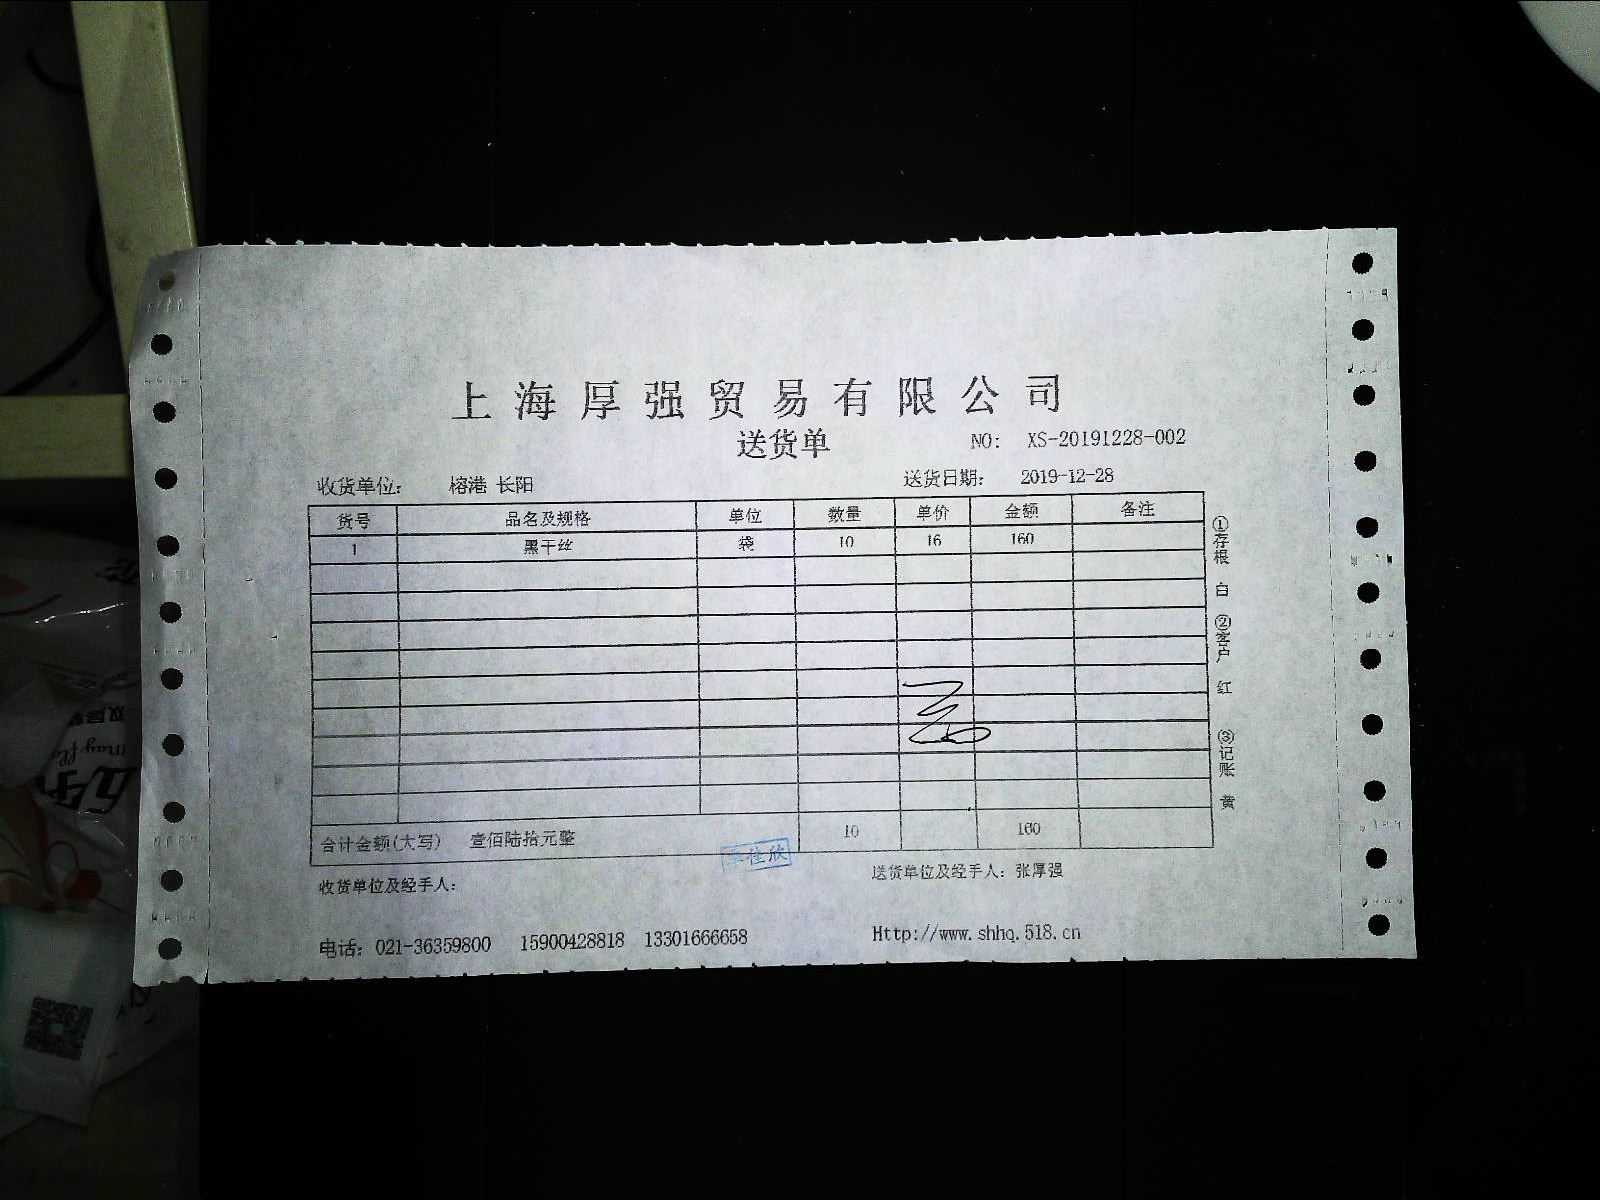 上海厚强贸易有限公司
送货单 NO: XS-20191228-002
收货单位: 榕港 长阳 送货日期: 2019-12-28
货号 品名及规格 单位 数量 单价 金额 备注
1 黑干丝 袋 10 16 160
合计金额(大写) 壹佰陆拾元整 10 160
佳欣
收货单位及经手人: 送货单位及经手人: 张厚强
电话: 021-36359800 15900428818 13301666658 Http://www.shhq.518.cn
①存根 白 ②客户 红 ③记账 黄
may flo